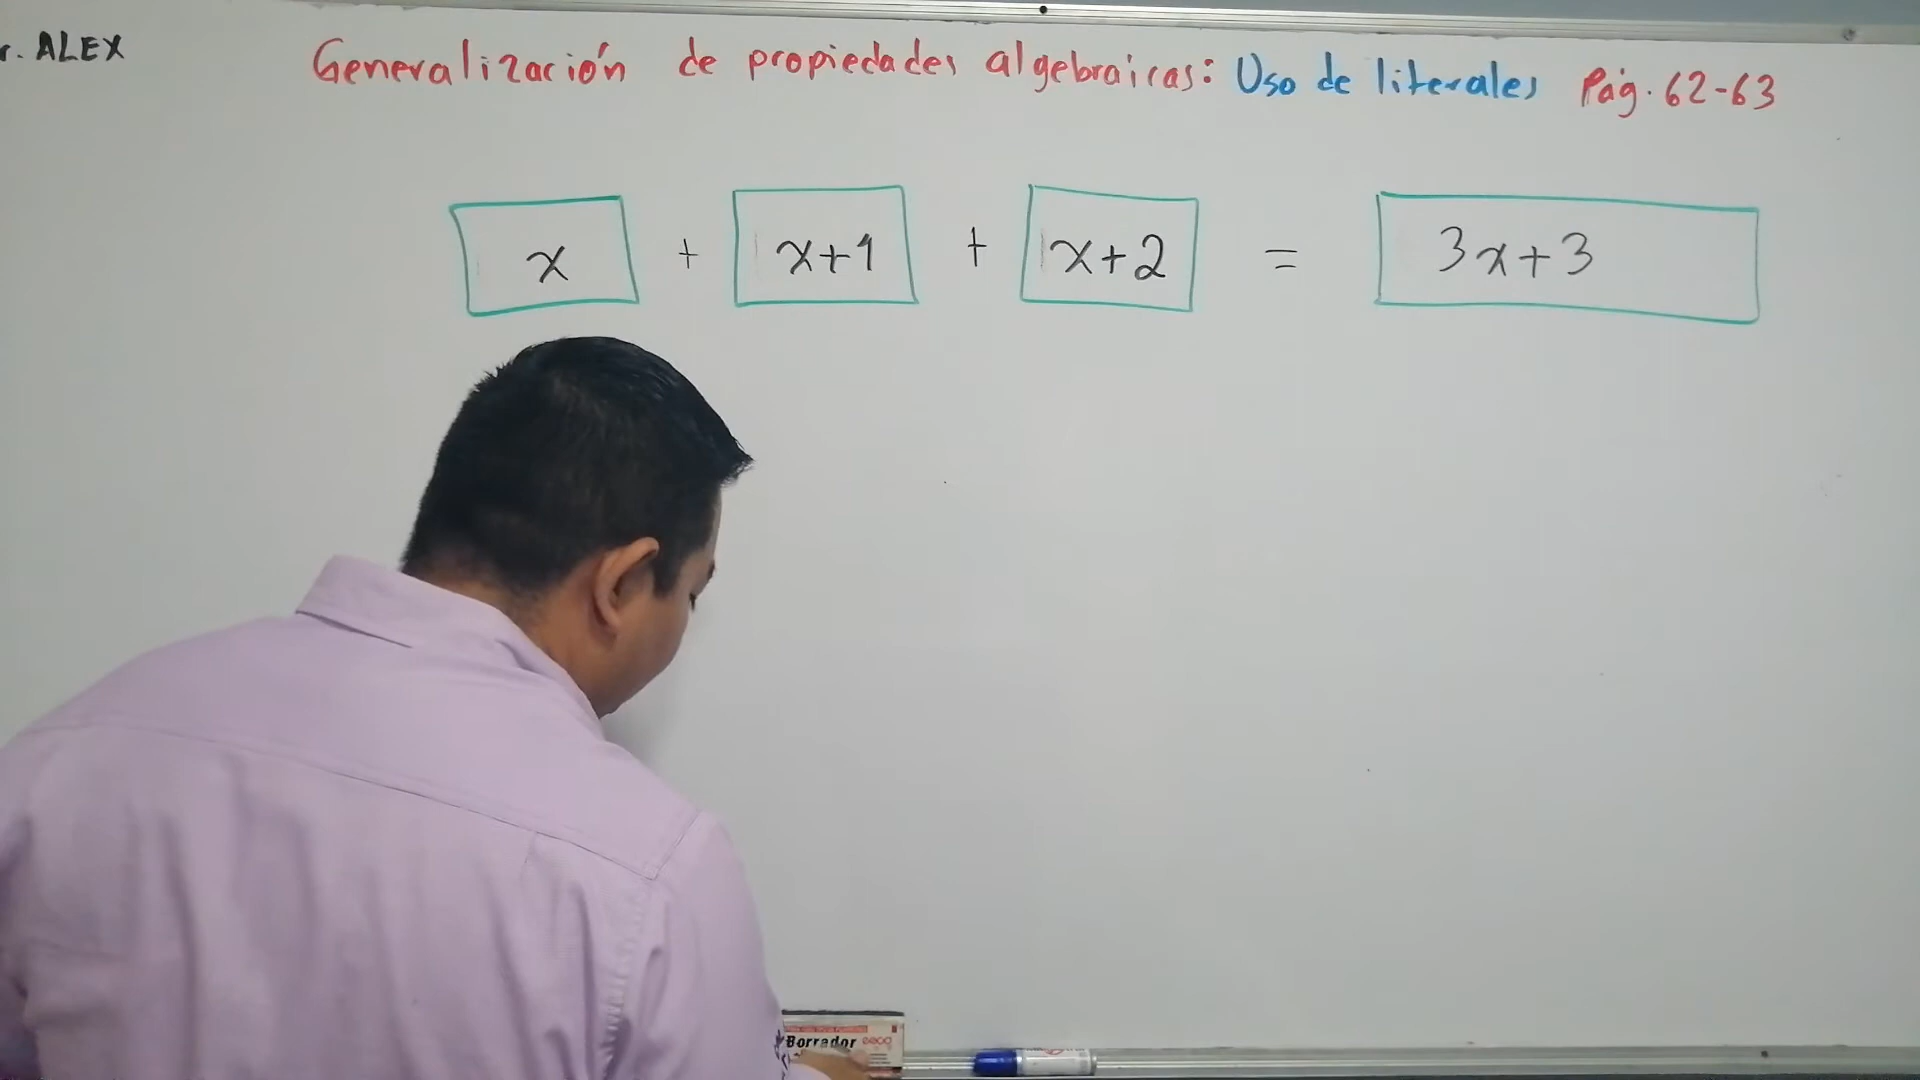 r. ALEX
Generalización de propiedades algebraicas: Uso de literales Pág. 62-63
x + x+1 + x+2 = 3x+3
Borrador